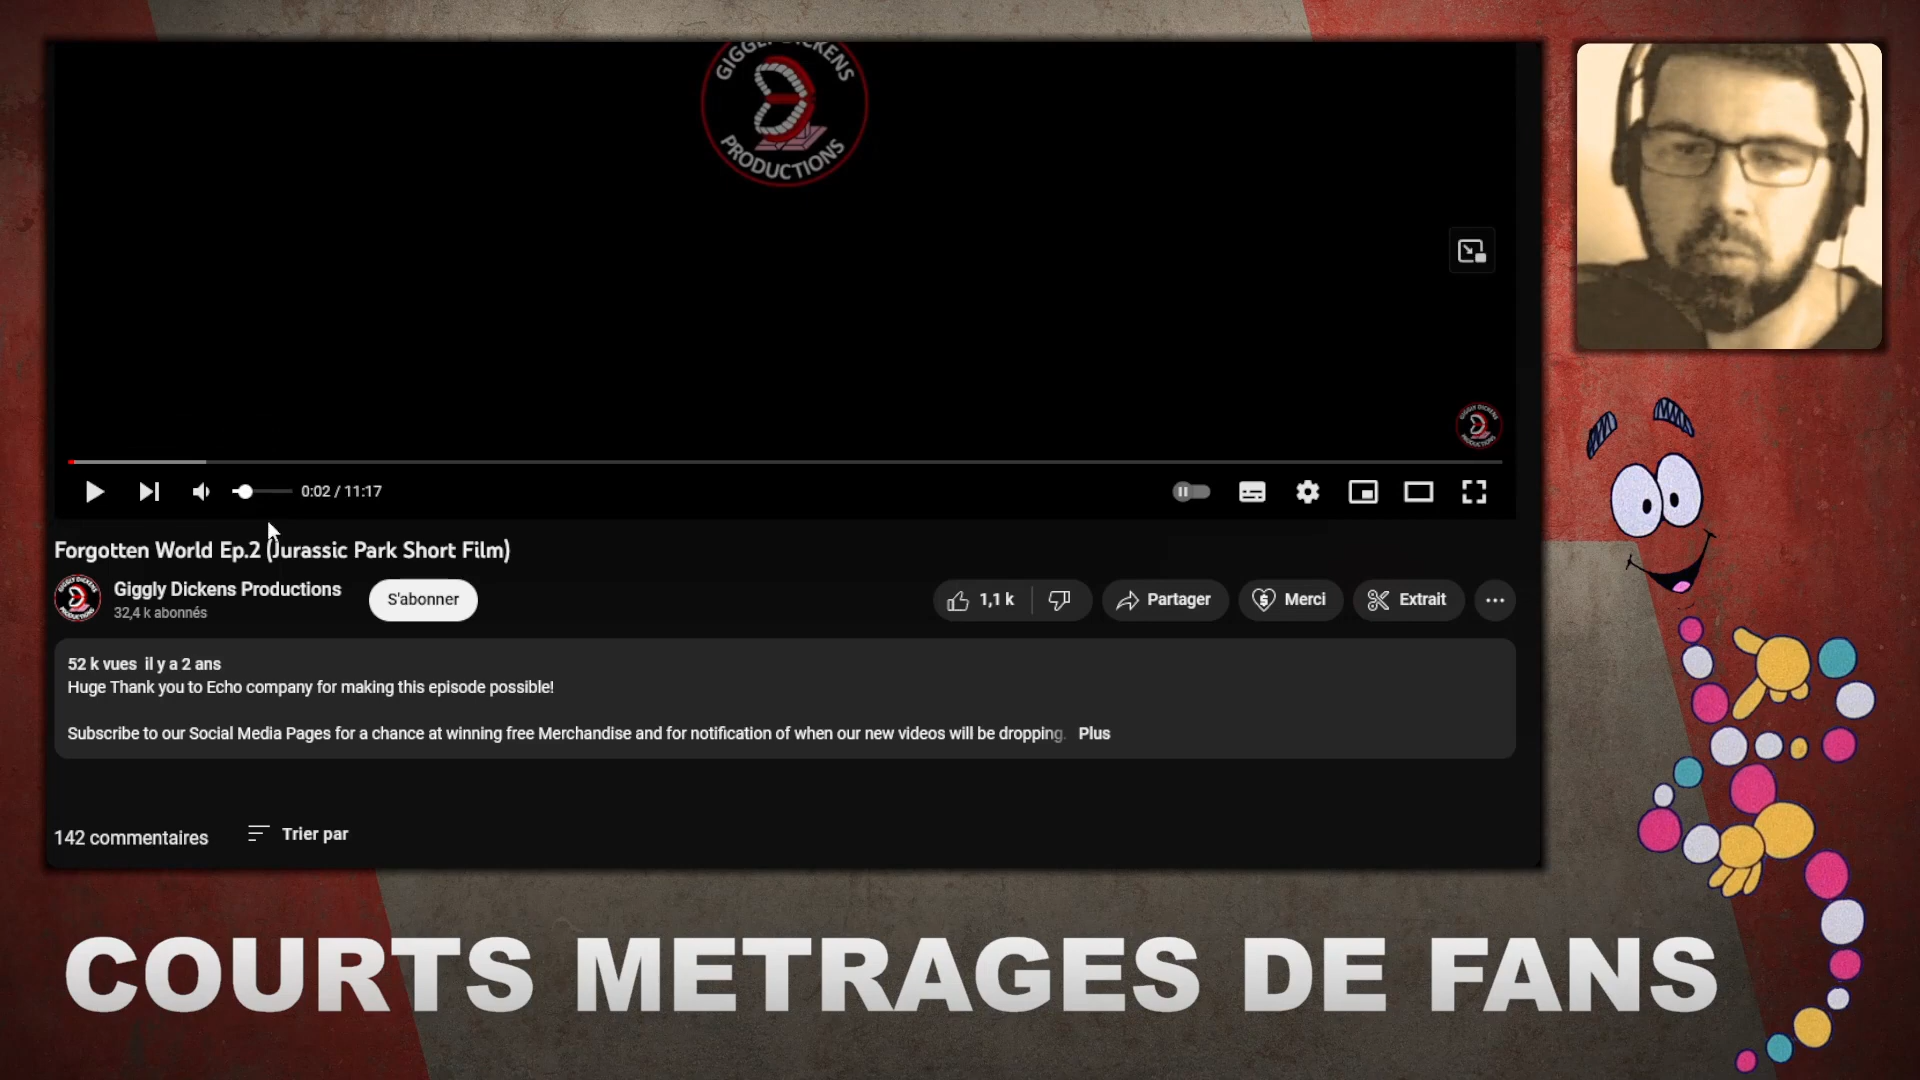 GIGGLY DICKENS
PRODUCTIONS
GIGGLY DICKENS
PRODUCTIONS
0:02 / 11:17
Forgotten World Ep.2 (Jurassic Park Short Film)
Giggly Dickens Productions
32,4 k abonnés
S'abonner
1,1 k
Partager
Merci
Extrait
52 k vues il y a 2 ans
Huge Thank you to Echo company for making this episode possible!
Subscribe to our Social Media Pages for a chance at winning free Merchandise and for notification of when our new videos will be dropping. Plus
142 commentaires
Trier par
COURTS METRAGES DE FANS